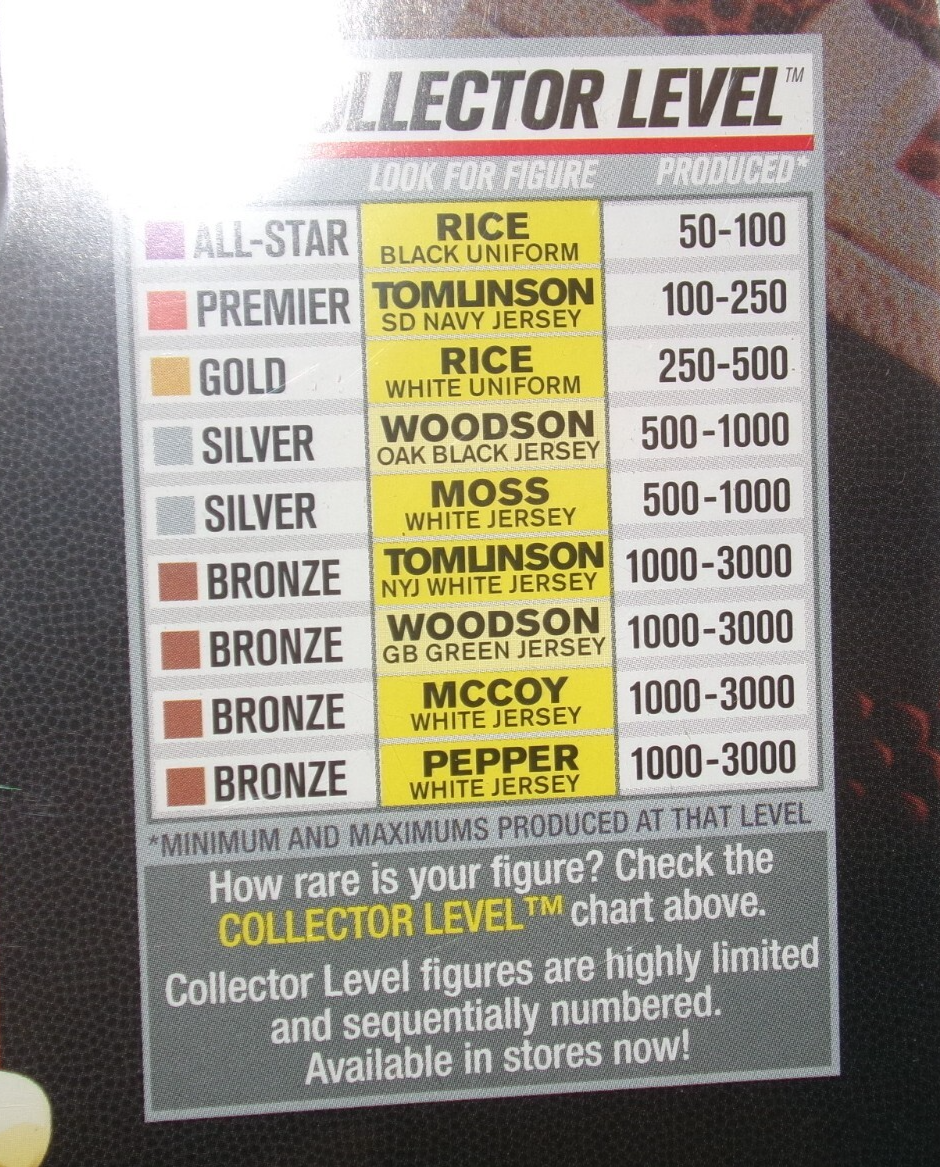 COLLECTOR LEVEL™
LOOK FOR FIGURE PRODUCED*
ALL-STAR RICE BLACK UNIFORM 50-100
PREMIER TOMLINSON SD NAVY JERSEY 100-250
GOLD RICE WHITE UNIFORM 250-500
SILVER WOODSON OAK BLACK JERSEY 500-1000
SILVER MOSS WHITE JERSEY 500-1000
BRONZE TOMLINSON NYJ WHITE JERSEY 1000-3000
BRONZE WOODSON GB GREEN JERSEY 1000-3000
BRONZE MCCOY WHITE JERSEY 1000-3000
BRONZE PEPPER WHITE JERSEY 1000-3000
*MINIMUM AND MAXIMUMS PRODUCED AT THAT LEVEL
How rare is your figure? Check the
COLLECTOR LEVEL™ chart above.
Collector Level figures are highly limited
and sequentially numbered.
Available in stores now!